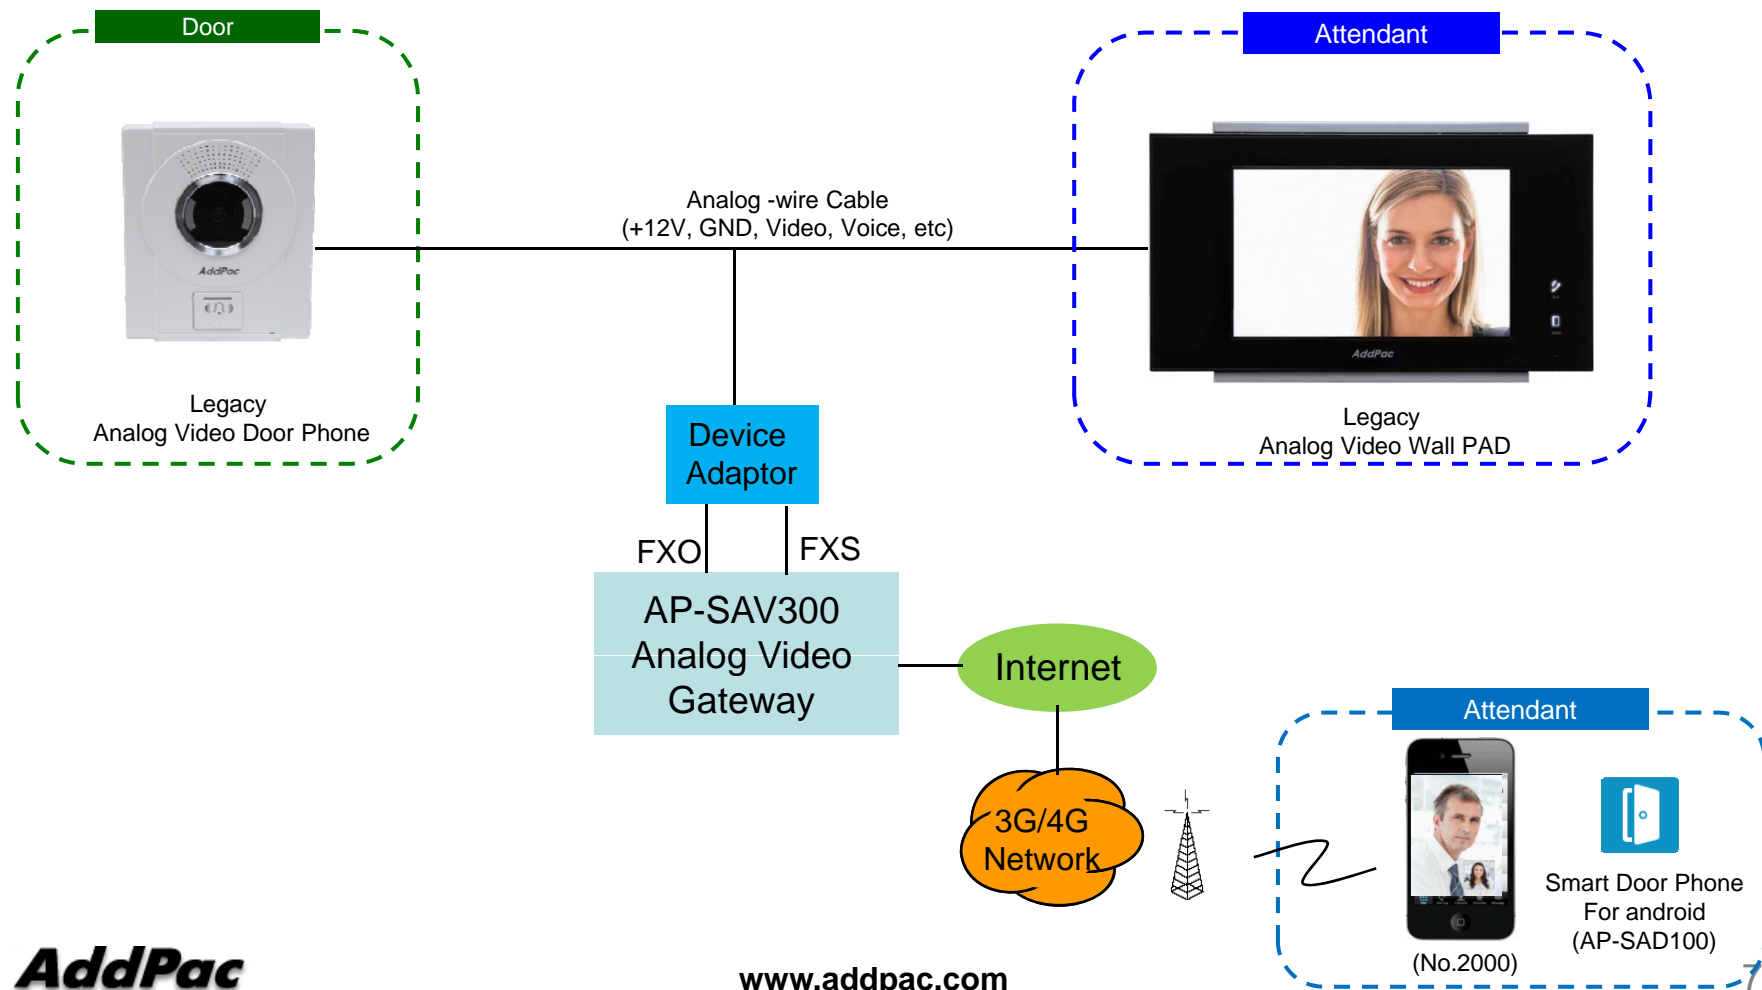 Door
Attendant
AddPac
Analog -wire Cable
(+12V, GND, Video, Voice, etc)
AddPac
Legacy
Analog Video Door Phone
Legacy
Analog Video Wall PAD
Device
Adaptor
FXO
FXS
AP-SAV300
Analog Video
Gateway
Internet
3G/4G
Network
Attendant
Smart Door Phone
For android
(AP-SAD100)
(No.2000)
AddPac
www.addpac.com
7